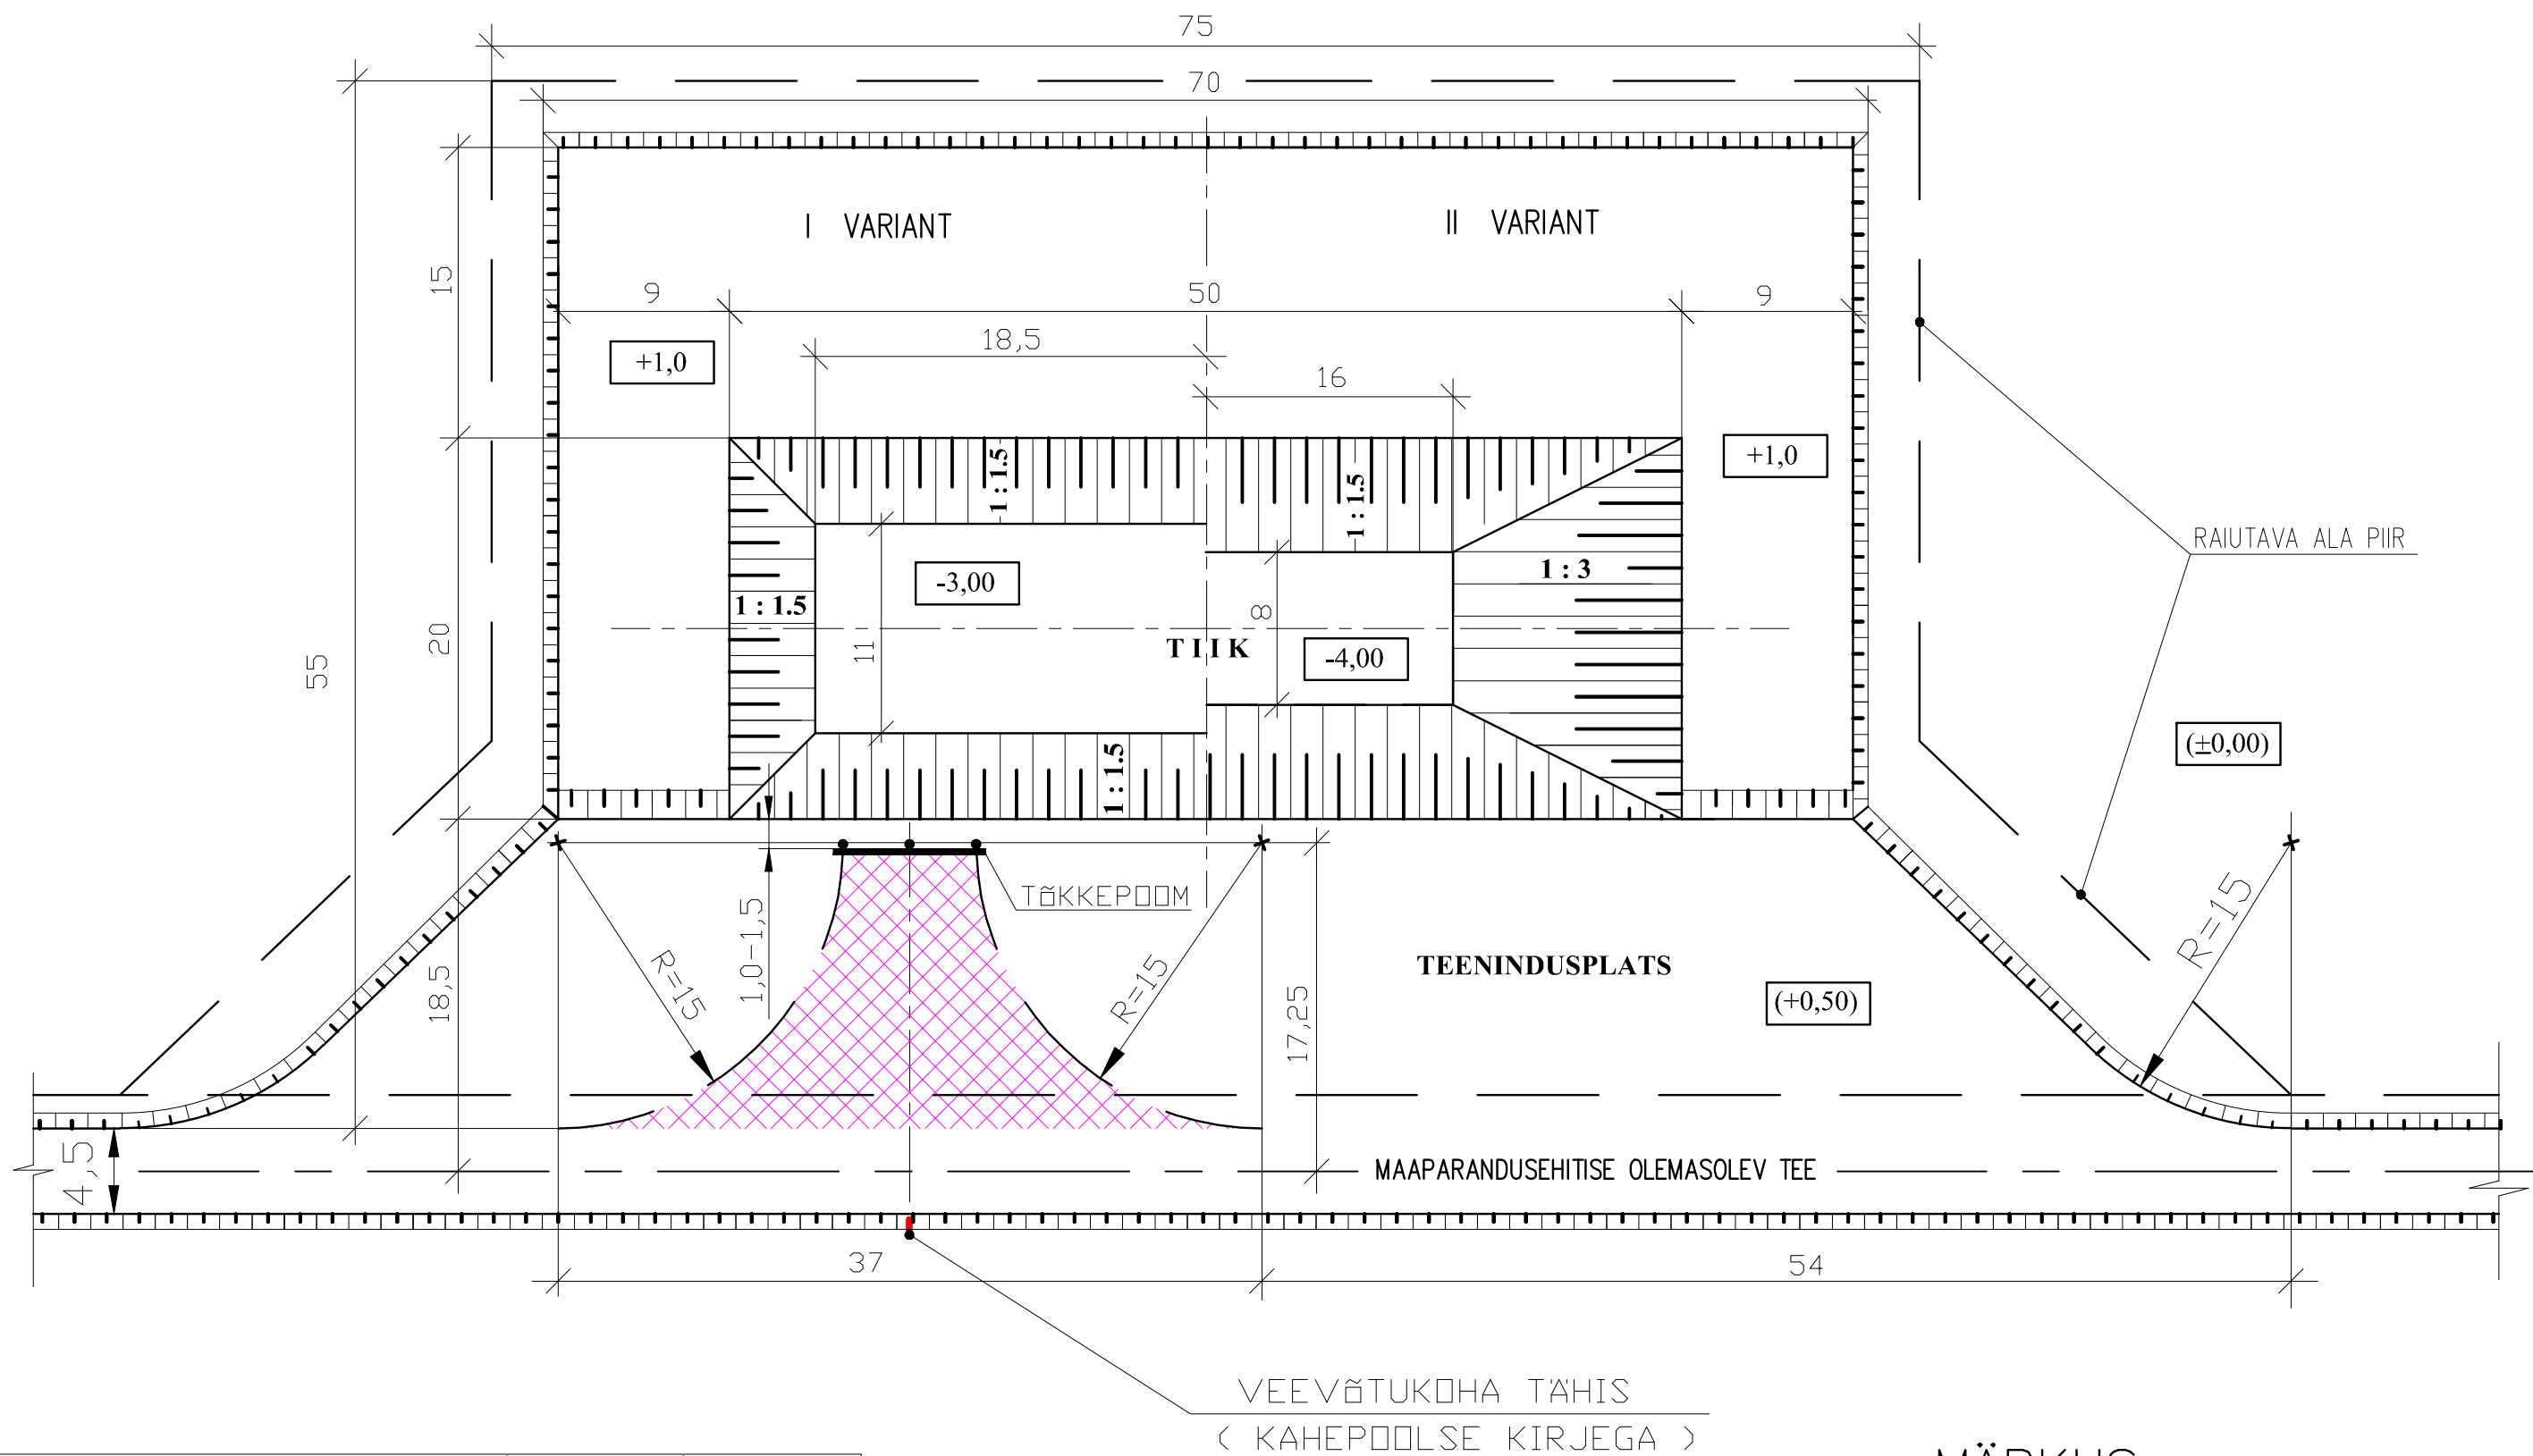 75
70
I VARIANT
II VARIANT
15
9
50
9
18,5
+1,0
16
+1,0
1 : 1.5
1 : 1.5
RAIUTAVA ALA PIIR
1 : 3
-3,00
1 : 1.5
8
20
11
TIIK
-4,00
55
(±0,00)
1 : 1.5
TÕKKEPOOM
R=15
1,0-1,5
R=15
R=15
TEENINDUSPLATS
18,5
17,25
(+0,50)
4,5
MAAPARANDUSEHITISE OLEMASOLEV TEE
37
54
VEEVÕTUKOHA TÄHIS
( KAHEPOOLSE KIRJEGA )